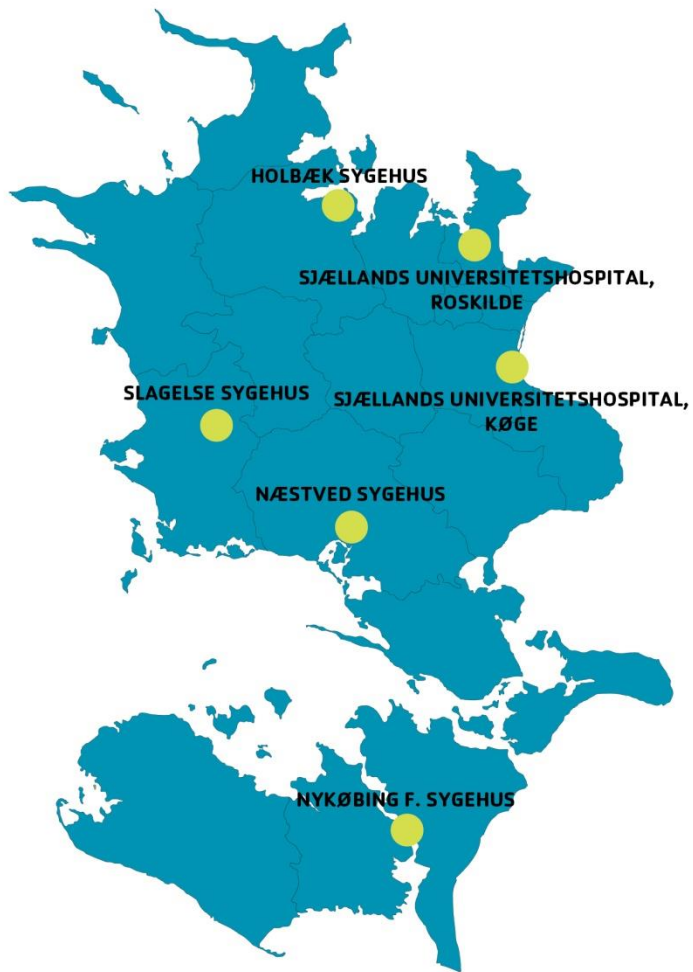 HOLBÆK SYGEHUS
SJÆLLANDS UNIVERSITETSHOSPITAL,
ROSKILDE
SLAGELSE SYGEHUS
SJÆLLANDS UNIVERSITETSHOSPITAL,
KØGE
NÆSTVED SYGEHUS
NYKØBING F. SYGEHUS